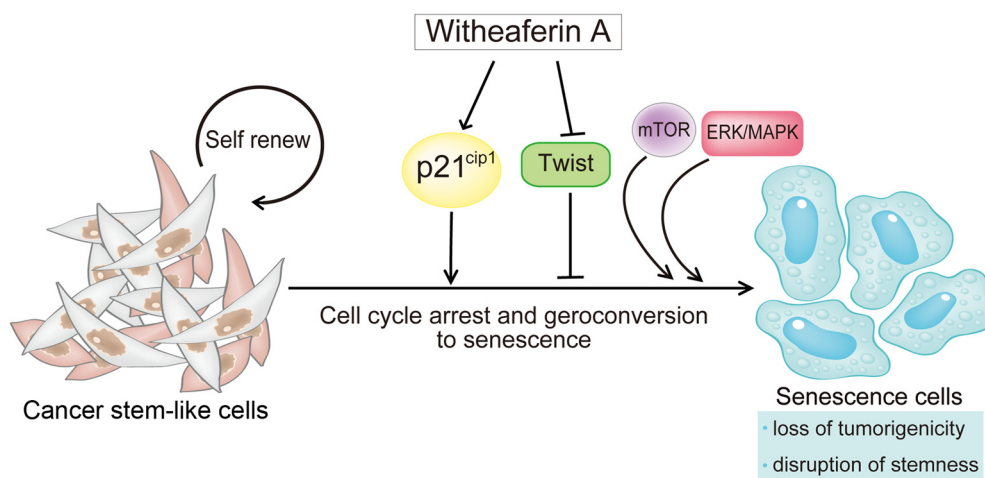 Witheaferin A
Self renew
p21cip1
Twist
mTOR
ERK/MAPK
Cell cycle arrest and geroconversion
to senescence
Cancer stem-like cells
Senescence cells
• loss of tumorigenicity
• disruption of stemness